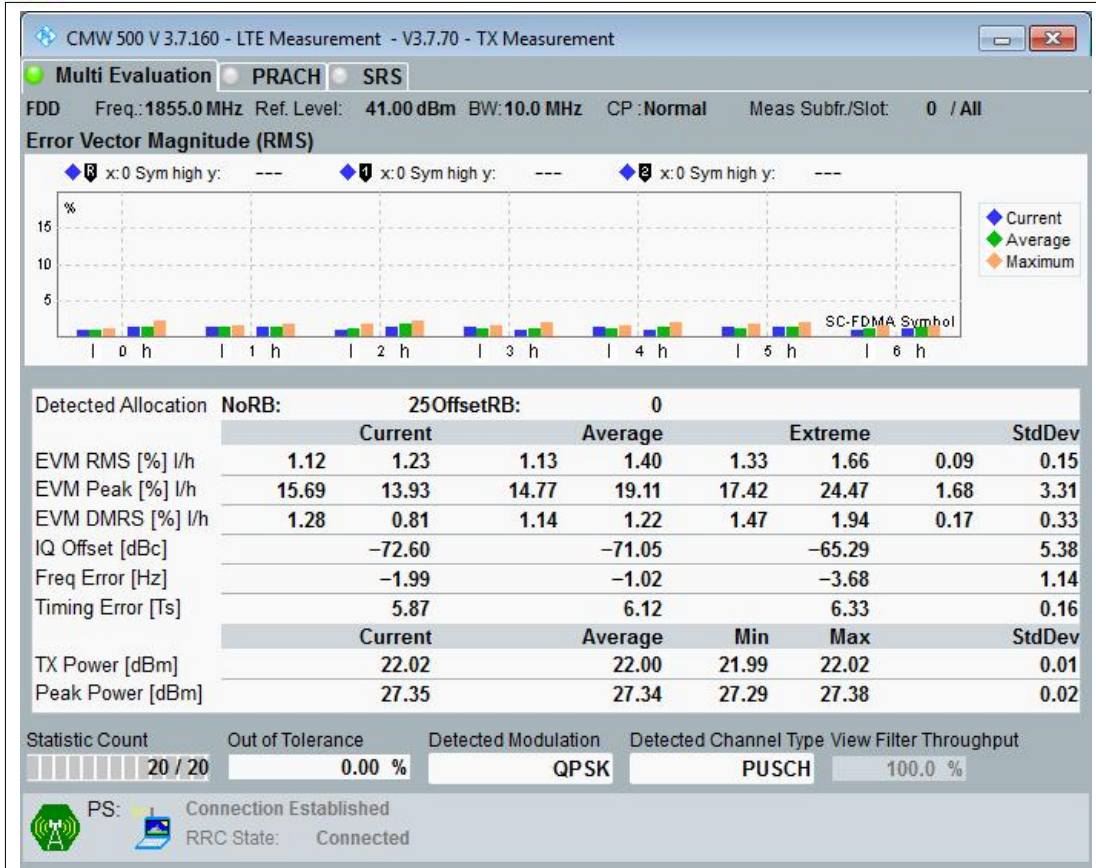 CMW 500 V 3.7.160 - LTE Measurement - V3.7.70 - TX Measurement
Multi Evaluation PRACH SRS
FDD Freq.: 1855.0 MHz Ref. Level: 41.00 dBm BW: 10.0 MHz CP : Normal Meas Subfr./Slot: 0 / All
Error Vector Magnitude (RMS)
R x: 0 Sym high y: --- 1 x: 0 Sym high y: --- 2 x: 0 Sym high y: ---
%
15
10
5
Current
Average
Maximum
SC-FDMA Symbol
l 0 h l 1 h l 2 h l 3 h l 4 h l 5 h l 6 h
Detected Allocation NoRB: 25 OffsetRB: 0
Current Average Extreme StdDev
EVM RMS [%] l/h 1.12 1.23 1.13 1.40 1.33 1.66 0.09 0.15
EVM Peak [%] l/h 15.69 13.93 14.77 19.11 17.42 24.47 1.68 3.31
EVM DMRS [%] l/h 1.28 0.81 1.14 1.22 1.47 1.94 0.17 0.33
IQ Offset [dBc] −72.60 −71.05 −65.29 5.38
Freq Error [Hz] −1.99 −1.02 −3.68 1.14
Timing Error [Ts] 5.87 6.12 6.33 0.16
Current Average Min Max StdDev
TX Power [dBm] 22.02 22.00 21.99 22.02 0.01
Peak Power [dBm] 27.35 27.34 27.29 27.38 0.02
Statistic Count Out of Tolerance Detected Modulation Detected Channel Type View Filter Throughput
20 / 20 0.00 % QPSK PUSCH 100.0 %
PS: Connection Established
RRC State: Connected